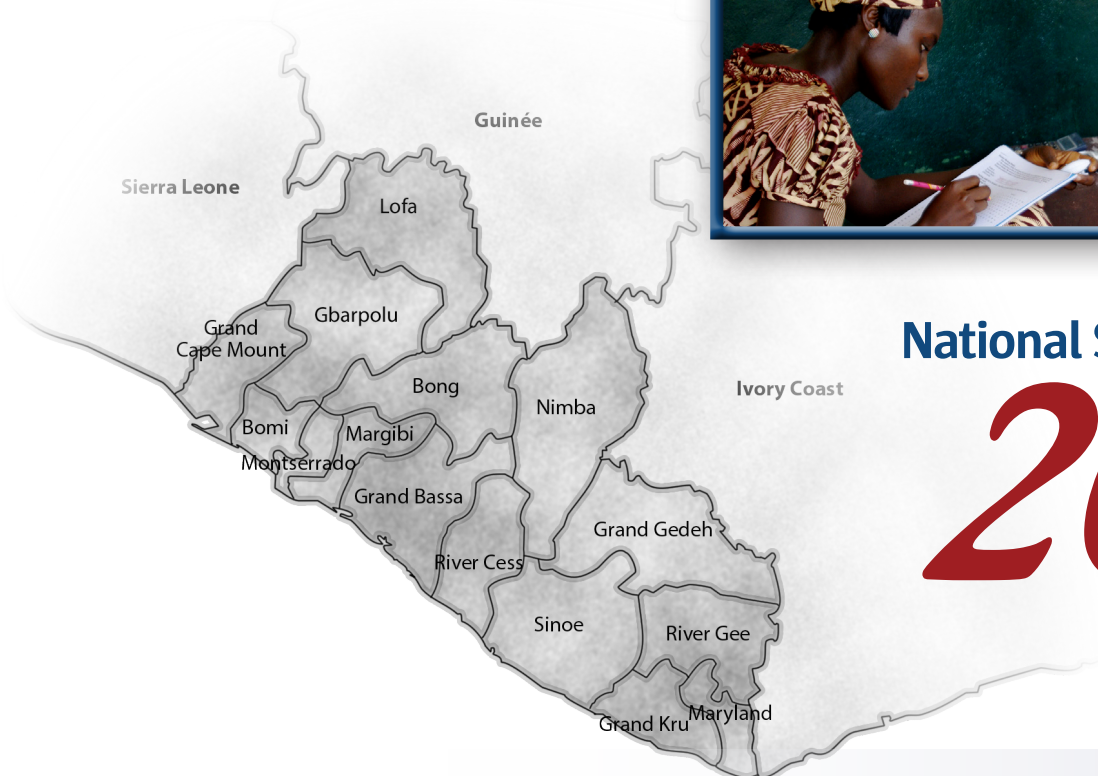 Guinée
Sierra Leone
Lofa
Gbarpolu
Grand
Cape Mount
Bong
Ivory Coast
Nimba
Bomi
Margibi
Montserrado
Grand Bassa
Grand Gedeh
River Cess
Sinoe
River Gee
Maryland
Grand Kru
National
2